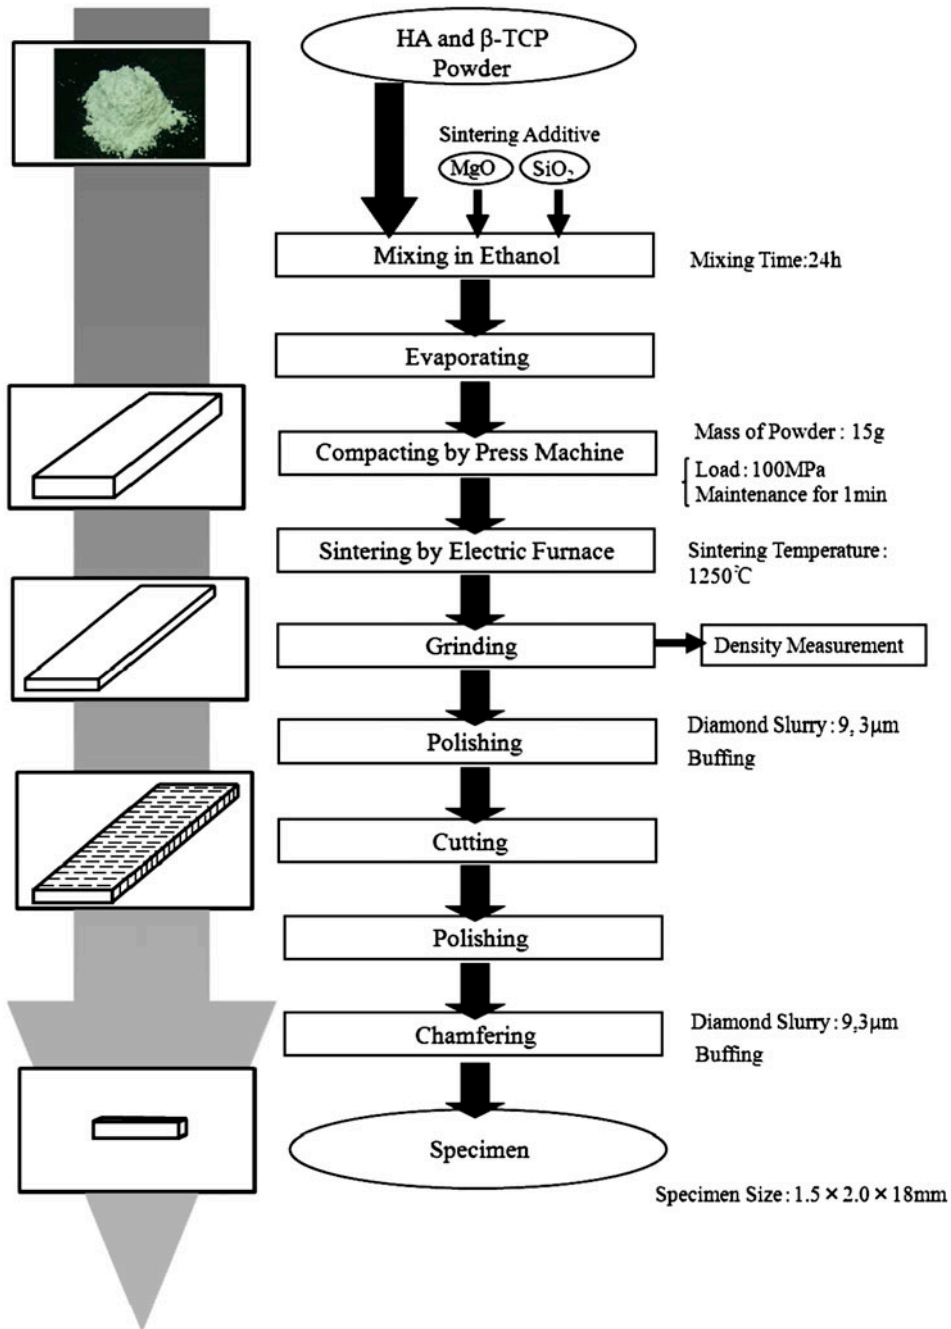 HA and β-TCP
Powder
Sintering Additive
MgO
SiO₂
Mixing in Ethanol
Mixing Time:24h
Evaporating
Compacting by Press Machine
Mass of Powder : 15g
Load : 100MPa
Maintenance for 1min
Sintering by Electric Furnace
Sintering Temperature :
1250℃
Grinding
Density Measurement
Polishing
Diamond Slurry : 9, 3μm
Buffing
Cutting
Polishing
Chamfering
Diamond Slurry : 9,3μm
Buffing
Specimen
Specimen Size : 1.5 × 2.0 × 18mm